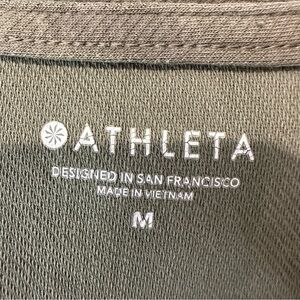 ATHLETA
DESIGNED IN SAN FRANCISCO
MADE IN VIETNAM
M